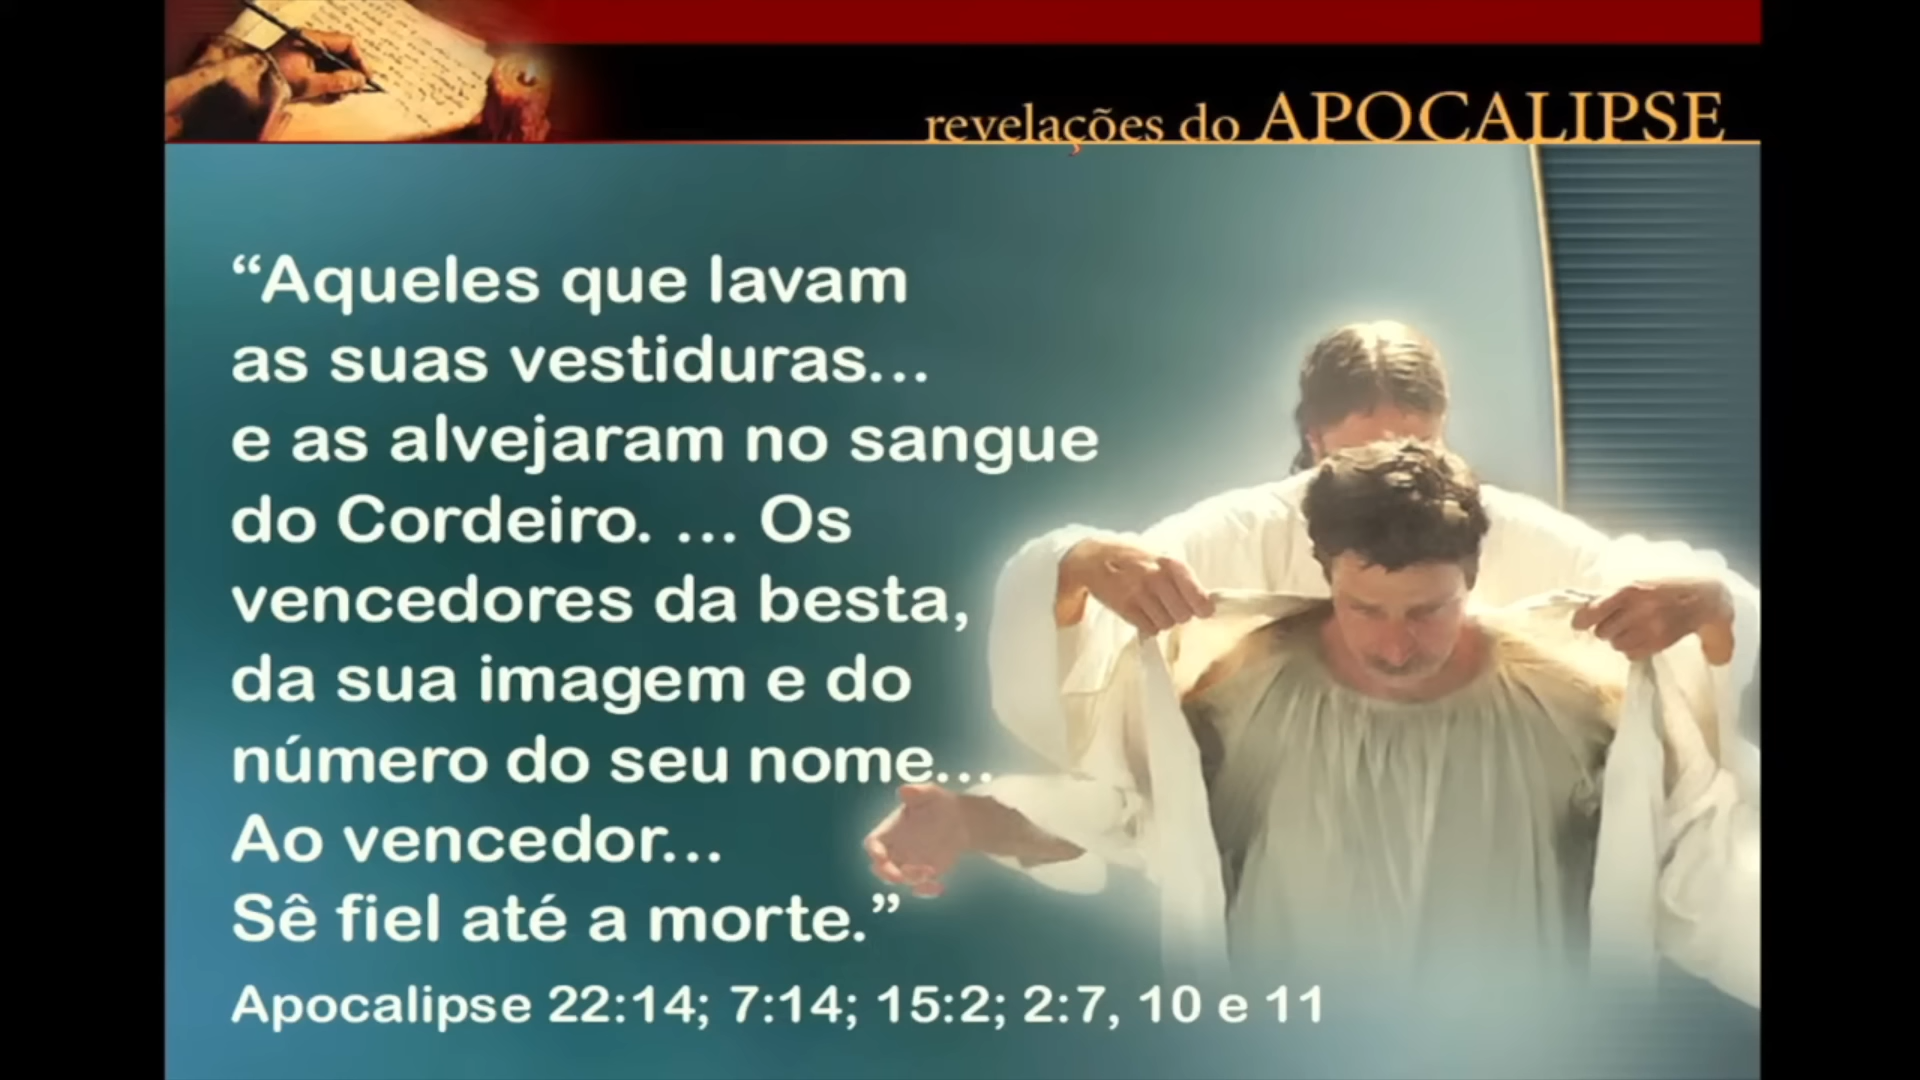 revelações do APOCALIPSE
“Aqueles que lavam
as suas vestiduras...
e as alvejaram no sangue
do Cordeiro. ... Os
vencedores da besta,
da sua imagem e do
número do seu nome...
Ao vencedor...
Sê fiel até a morte.”
Apocalipse 22:14; 7:14; 15:2; 2:7, 10 e 11